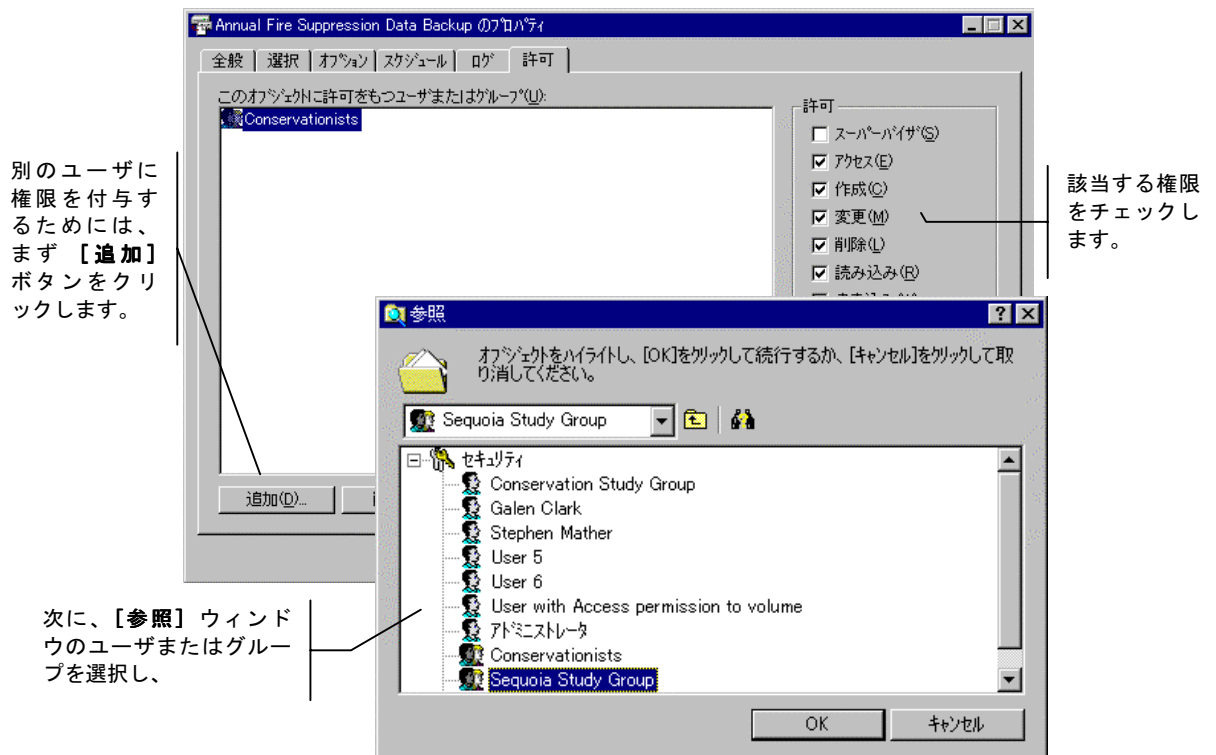 Annual Fire Suppression Data Backup のﾌﾟﾛﾊﾟﾃｨ
全般
選択
ｵﾌﾟｼｮﾝ
ｽｹｼﾞｭｰﾙ
ﾛｸﾞ
許可
このｵﾌﾞｼﾞｪｸﾄに許可をもつﾕｰｻﾞまたはｸﾞﾙｰﾌﾟ(U):
Conservationists
許可
ｽｰﾊﾟｰﾊﾞｲｻﾞ(S)
ｱｸｾｽ(E)
作成(C)
変更(M)
削除(L)
読み込み(R)
追加(D)...
別のユーザに
権限を付与す
るためには、
まず [追加]
ボタンをクリ
ックします。
該当する権限
をチェックし
ます。
参照
ｵﾌﾞｼﾞｪｸﾄをﾊｲﾗｲﾄし、[OK]をｸﾘｯｸして続行するか、[ｷｬﾝｾﾙ]をｸﾘｯｸして取
り消してください。
Sequoia Study Group
ｾｷｭﾘﾃｨ
Conservation Study Group
Galen Clark
Stephen Mather
User 5
User 6
User with Access permission to volume
ｱﾄﾞﾐﾆｽﾄﾚｰﾀ
Conservationists
Sequoia Study Group
OK
ｷｬﾝｾﾙ
次に、[参照] ウィンド
ウのユーザまたはグルー
プを選択し、